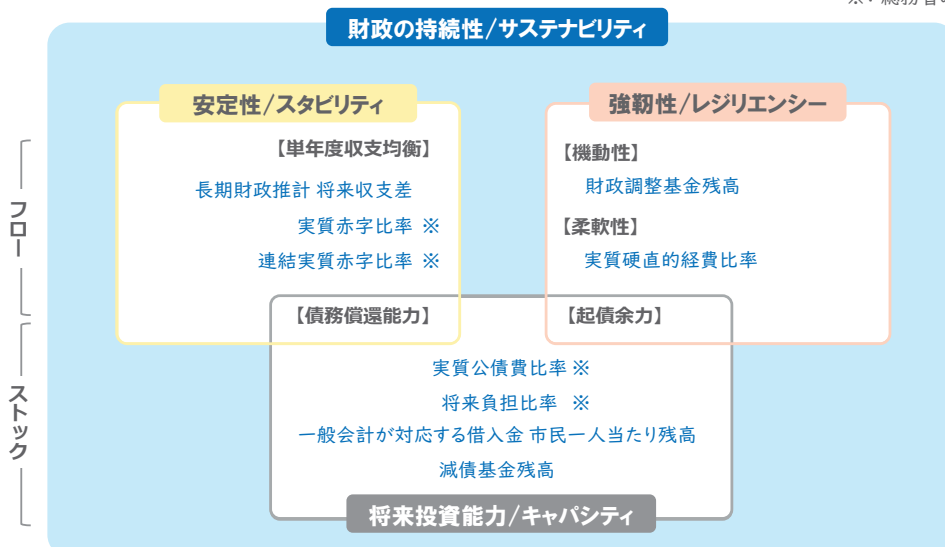 財政の持続性/サステナビリティ
安定性/スタビリティ
【単年度収支均衡】
長期財政推計 将来収支差
実質赤字比率 ※
連結実質赤字比率 ※
強靭性/レジリエンシー
【機動性】
財政調整基金残高
【柔軟性】
実質硬直的経費比率
フロー
【債務償還能力】
【起債余力】
実質公債費比率 ※
将来負担比率 ※
一般会計が対応する借入金 市民一人当たり残高
減債基金残高
ストック
将来投資能力/キャパシティ